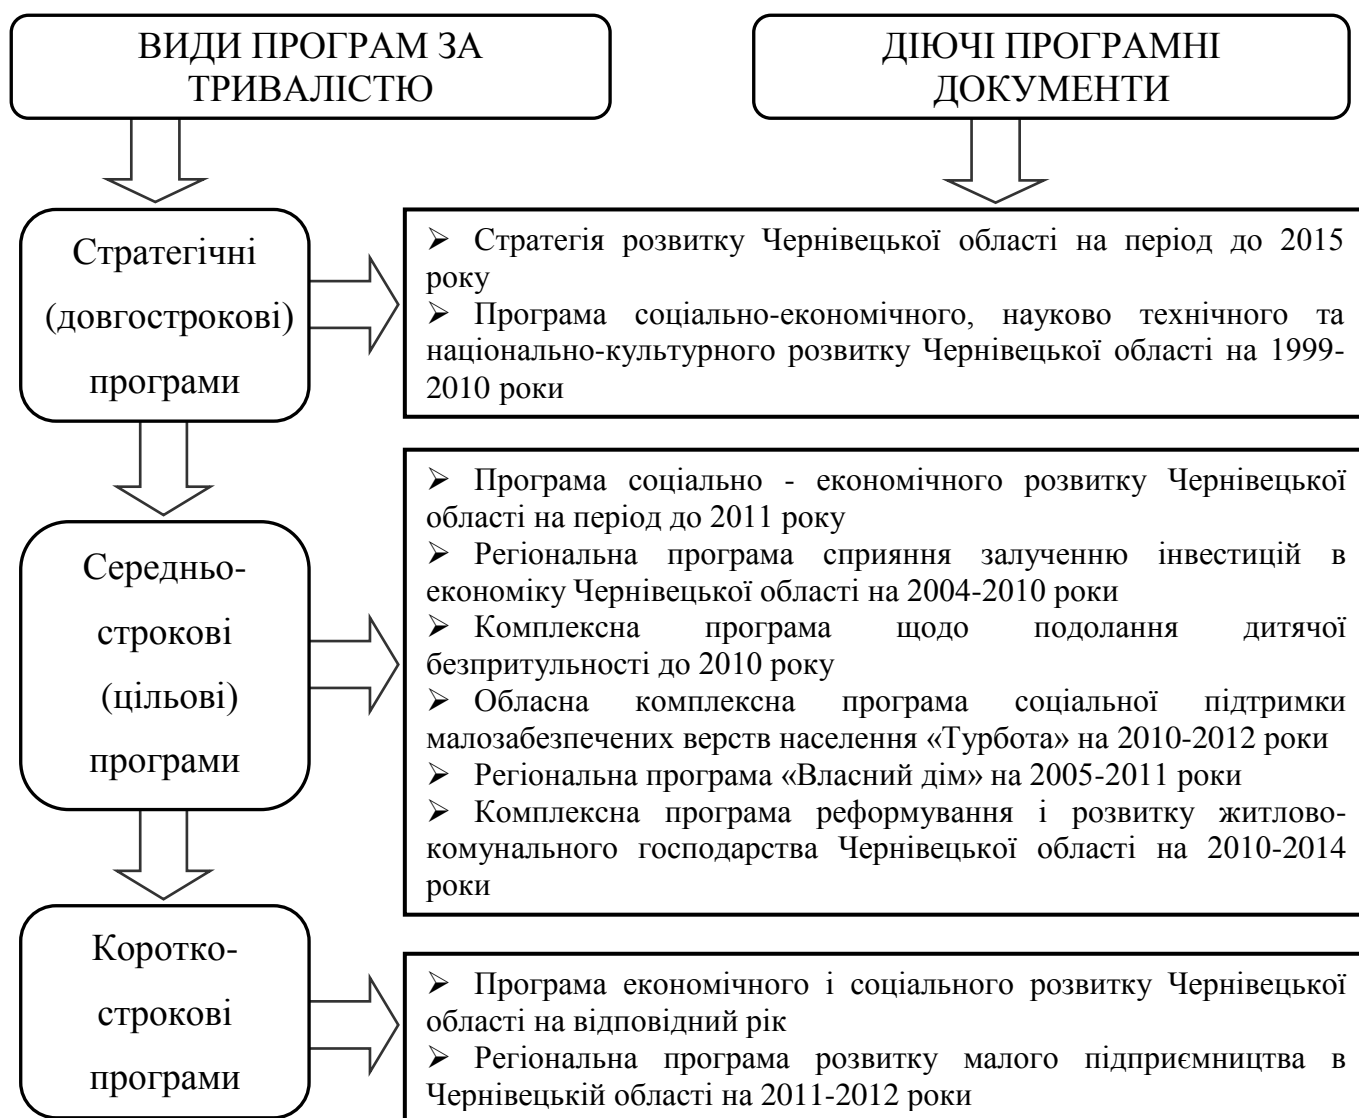 ВИДИ ПРОГРАМ ЗА
ТРИВАЛІСТЮ
ДІЮЧІ ПРОГРАМНІ
ДОКУМЕНТИ
Стратегічні
(довгострокові)
програми
➢ Стратегія розвитку Чернівецької області на період до 2015
року
➢ Програма соціально-економічного, науково технічного та
національно-культурного розвитку Чернівецької області на 1999-
2010 роки
Середньо-
строкові
(цільові)
програми
➢ Програма соціально - економічного розвитку Чернівецької
області на період до 2011 року
➢ Регіональна програма сприяння залученню інвестицій в
економіку Чернівецької області на 2004-2010 роки
➢ Комплексна програма щодо подолання дитячої
безпритульності до 2010 року
➢ Обласна комплексна програма соціальної підтримки
малозабезпечених верств населення «Турбота» на 2010-2012 роки
➢ Регіональна програма «Власний дім» на 2005-2011 роки
➢ Комплексна програма реформування і розвитку житлово-
комунального господарства Чернівецької області на 2010-2014
роки
Коротко-
строкові
програми
➢ Програма економічного і соціального розвитку Чернівецької
області на відповідний рік
➢ Регіональна програма розвитку малого підприємництва в
Чернівецькій області на 2011-2012 роки